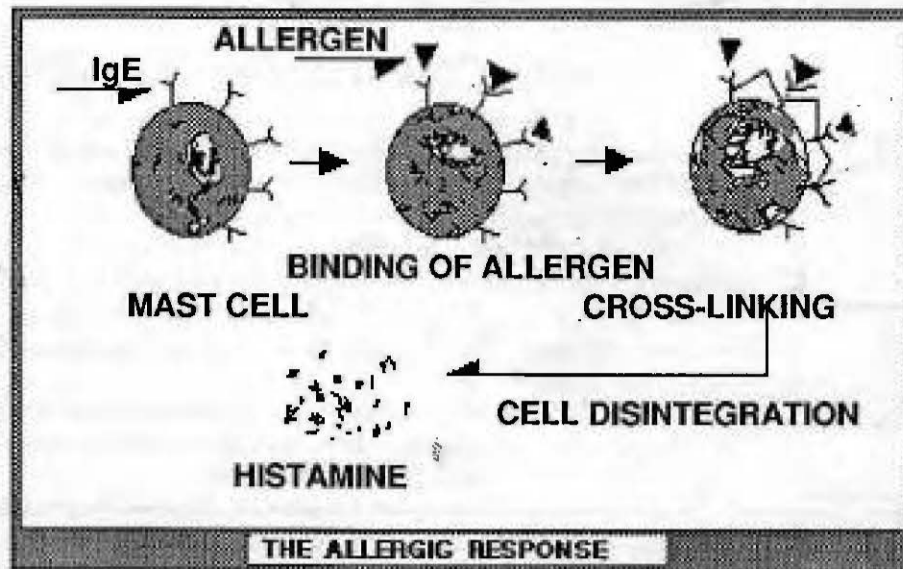 ALLERGEN
IgE
BINDING OF ALLERGEN
MAST CELL
CROSS-LINKING
CELL DISINTEGRATION
HISTAMINE
THE ALLERGIC RESPONSE